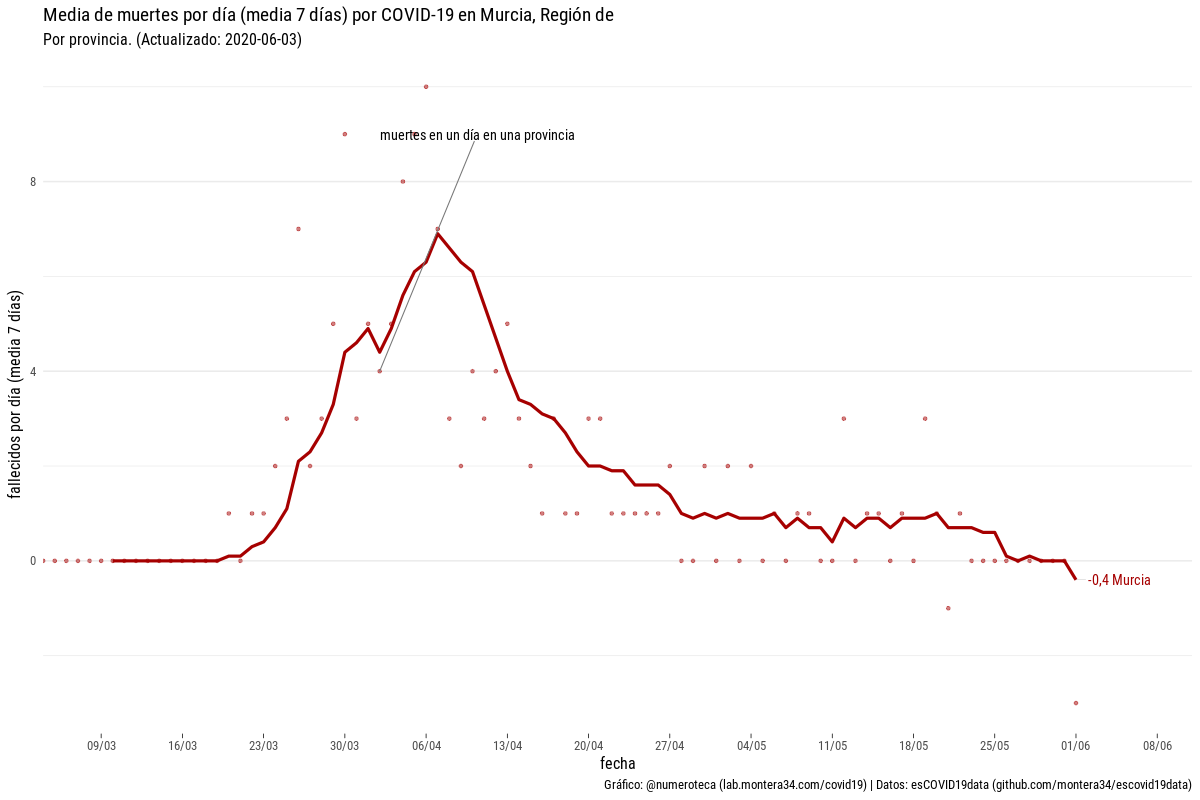 Media de muertes por día (media 7 días) por COVID-19 en Murcia, Región de
Por provincia. (Actualizado: 2020-06-03)
muertes en un día en una provincia
8
4
0
fallecidos por día (media 7 días)
-0,4 Murcia
09/03 16/03 23/03 30/03 06/04 13/04 20/04 27/04 04/05 11/05 18/05 25/05 01/06 08/06
fecha
Gráfico: @numeroteca (lab.montera34.com/covid19) | Datos: esCOVID19data (github.com/montera34/escovid19data)